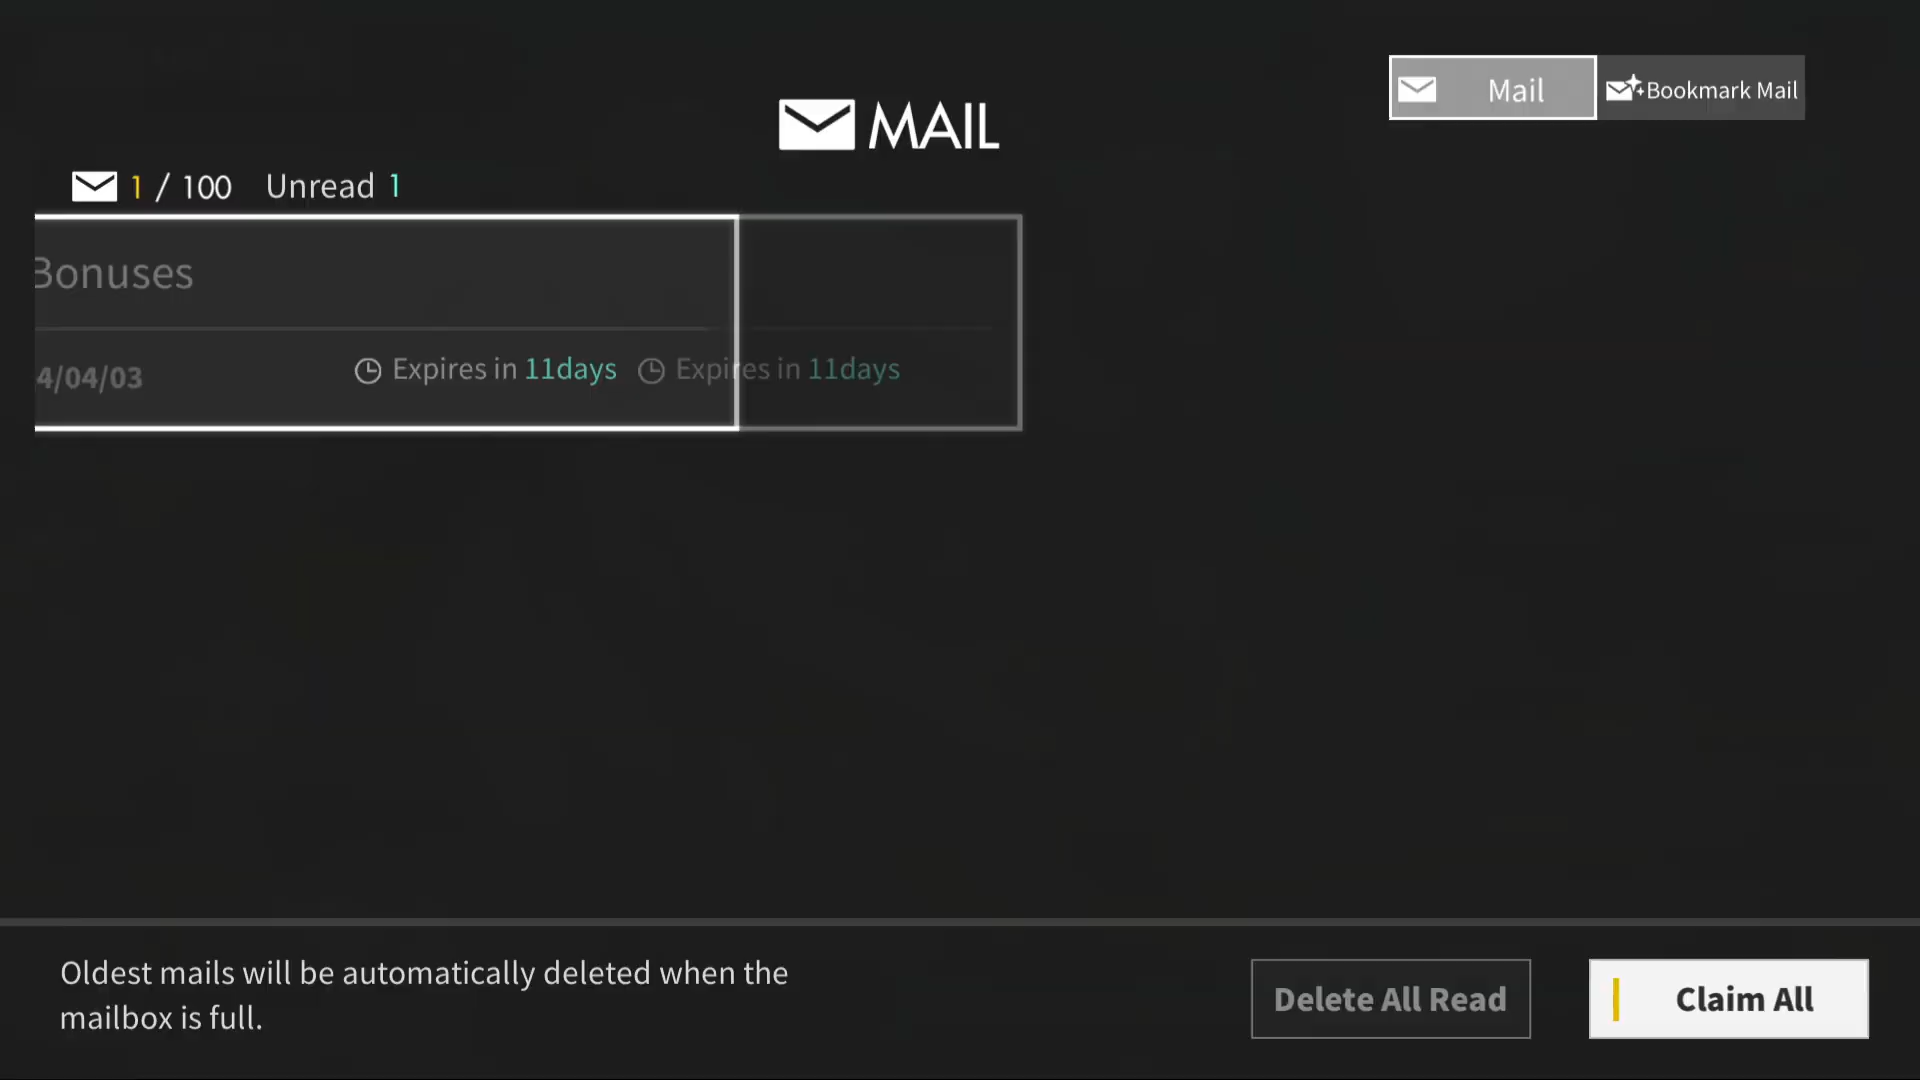 Mail
Bookmark Mail
MAIL
1 / 100 Unread 1
Bonuses
4/04/03 Expires in 11days Expires in 11days
Oldest mails will be automatically deleted when the
mailbox is full.
Delete All Read
Claim All